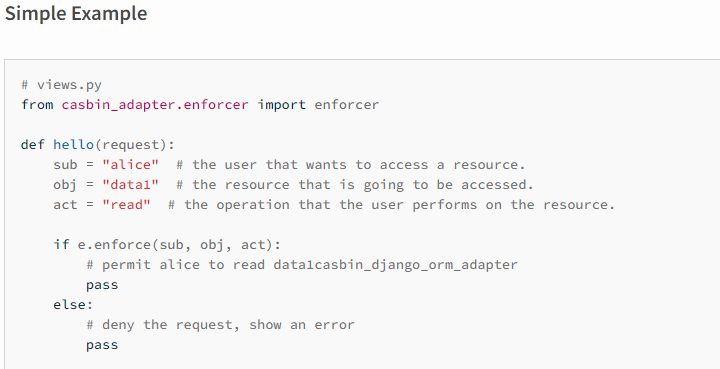 Simple Example
# views.py
from casbin_adapter.enforcer import enforcer
def hello(request):
    sub = "alice"  # the user that wants to access a resource.
    obj = "data1"  # the resource that is going to be accessed.
    act = "read"  # the operation that the user performs on the resource.
    if e.enforce(sub, obj, act):
        # permit alice to read data1casbin_django_orm_adapter
        pass
    else:
        # deny the request, show an error
        pass